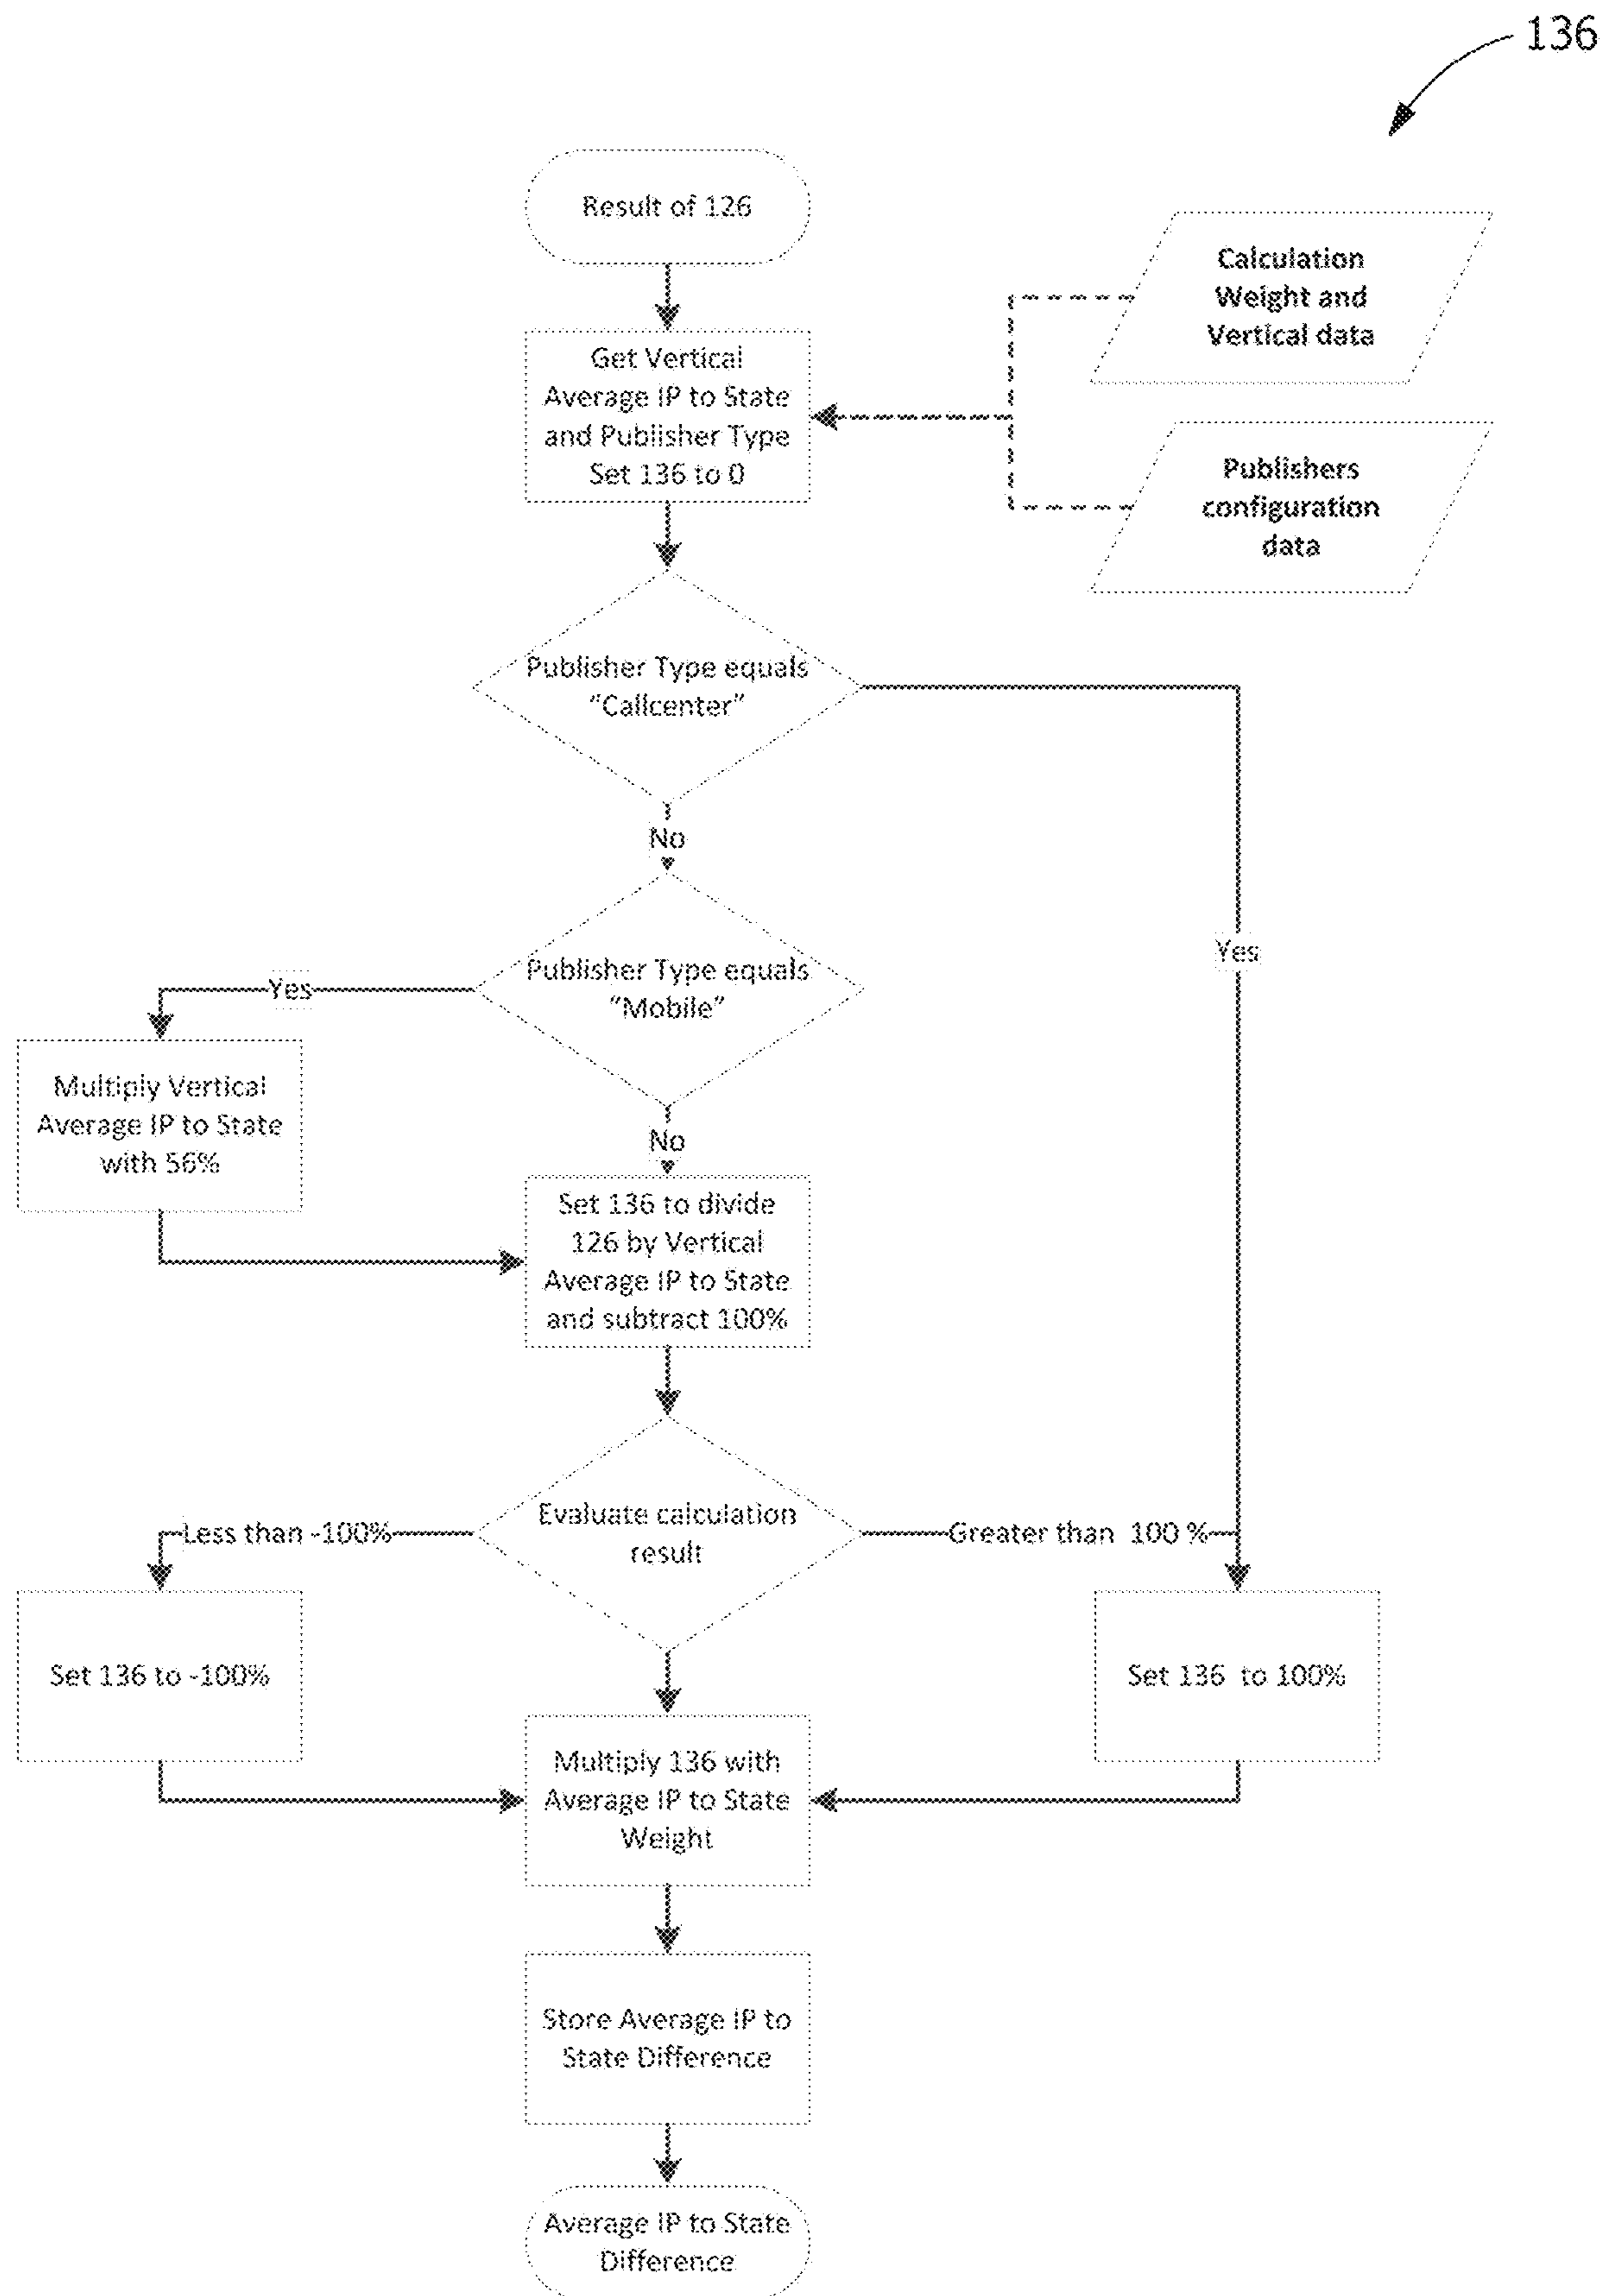 136
Result of 126
Calculation
Weight and
Vertical data
Get Vertical
Average IP to State
and Publisher Type
Set 136 to 0
Publishers
configuration
data
Publisher Type equals
“Callcenter”
No
Yes
Publisher Type equals
“Mobile”
Yes
Multiply Vertical
Average IP to State
with 56%
No
Set 136 to divide
126 by Vertical
Average IP to State
and subtract 100%
Evaluate calculation
result
Less than -100%
Greater than 100 %
Set 136 to -100%
Set 136 to 100%
Multiply 136 with
Average IP to State
Weight
Store Average IP to
State Difference
Average IP to State
Difference